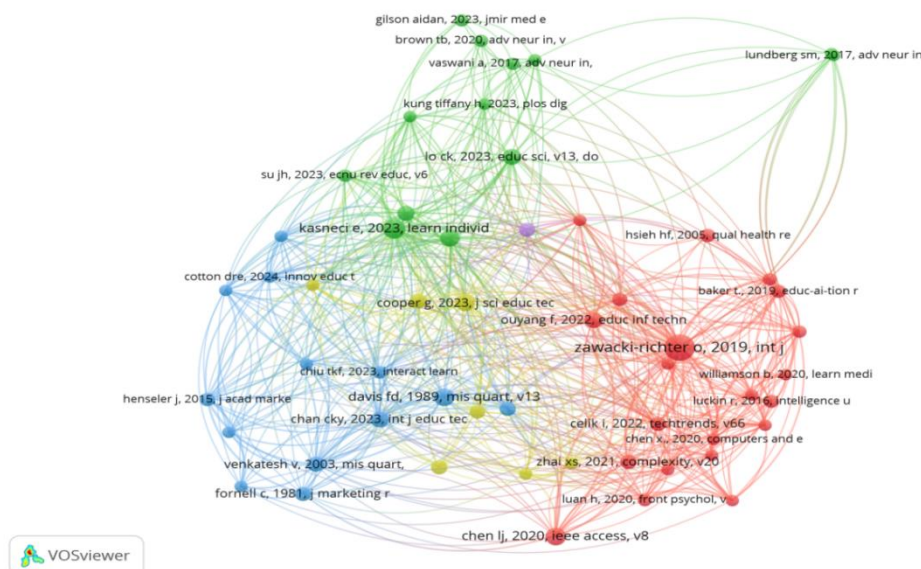 gilson aidan, 2023, jmir med e
brown tb, 2020, adv neur in, v
vaswani a, 2017, adv neur in,
lundberg sm, 2017, adv neur in
kung tiffany h, 2023, plos dig
lo ck, 2023, educ sci, v13, do
su jh, 2023, ecnu rev educ, v6
kasneci e, 2023, learn individ
hsieh hf, 2005, qual health re
cotton dre, 2024, innov educ t
baker t., 2019, educ-ai-tion r
cooper g, 2023, j sci educ tec
ouyang f, 2022, educ inf techn
zawacki-richter o, 2019, int j
chiu tkf, 2023, interact learn
williamson b, 2020, learn medi
henseler j, 2015, j acad marke
davis fd, 1989, mis quart, v13
luckin r, 2016, intelligence u
chan cky, 2023, int j educ tec
celik i, 2022, techtrends, v66
chen x., 2020, computers and e
venkatesh v, 2003, mis quart,
zhai xs, 2021, complexity, v20
fornell c, 1981, j marketing r
luan h, 2020, front psychol, v
chen lj, 2020, ieee access, v8
VOSviewer